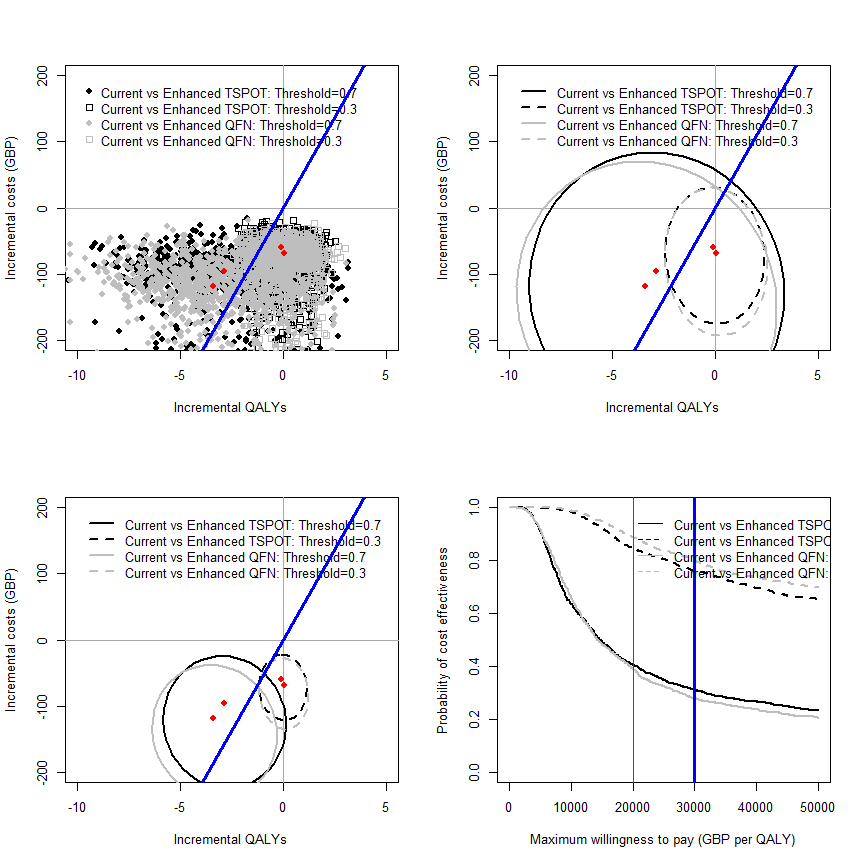 200
100
0
-100
-200
Incremental costs (GBP)
Current vs Enhanced TSPOT: Threshold=0.7
Current vs Enhanced TSPOT: Threshold=0.3
Current vs Enhanced QFN: Threshold=0.7
Current vs Enhanced QFN: Threshold=0.3
-10 -5 0 5
Incremental QALYs
200
100
0
-100
-200
Incremental costs (GBP)
Current vs Enhanced TSPOT: Threshold=0.7
Current vs Enhanced TSPOT: Threshold=0.3
Current vs Enhanced QFN: Threshold=0.7
Current vs Enhanced QFN: Threshold=0.3
-10 -5 0 5
Incremental QALYs
200
100
0
-100
-200
Incremental costs (GBP)
Current vs Enhanced TSPOT: Threshold=0.7
Current vs Enhanced TSPOT: Threshold=0.3
Current vs Enhanced QFN: Threshold=0.7
Current vs Enhanced QFN: Threshold=0.3
-10 -5 0 5
Incremental QALYs
1.0
0.8
0.6
0.4
0.2
0.0
Probability of cost effectiveness
Current vs Enhanced TSPO
Current vs Enhanced TSPO
Current vs Enhanced QFN:
Current vs Enhanced QFN:
0 10000 20000 30000 40000 50000
Maximum willingness to pay (GBP per QALY)